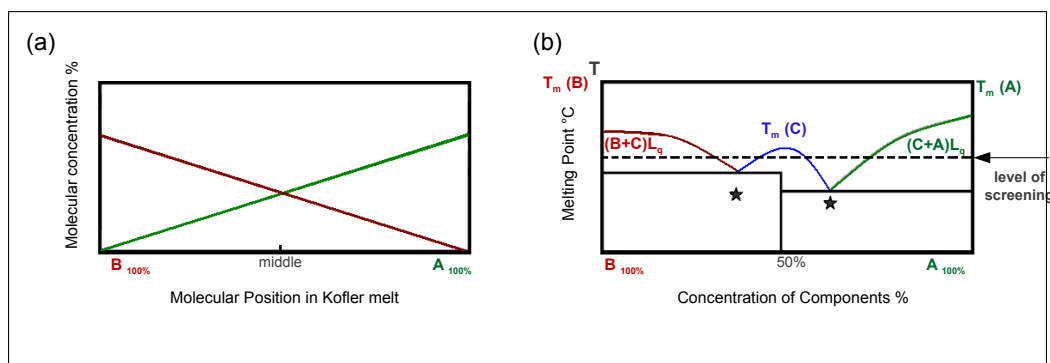 (a)
Molecular concentration %
B 100%
middle
A 100%
Molecular Position in Kofler melt
(b)
T
Tm (B)
Tm (A)
Tm (C)
(B+C)Lq
(C+A)Lq
Melting Point °C
level of
screening
B 100%
50%
A 100%
Concentration of Components %